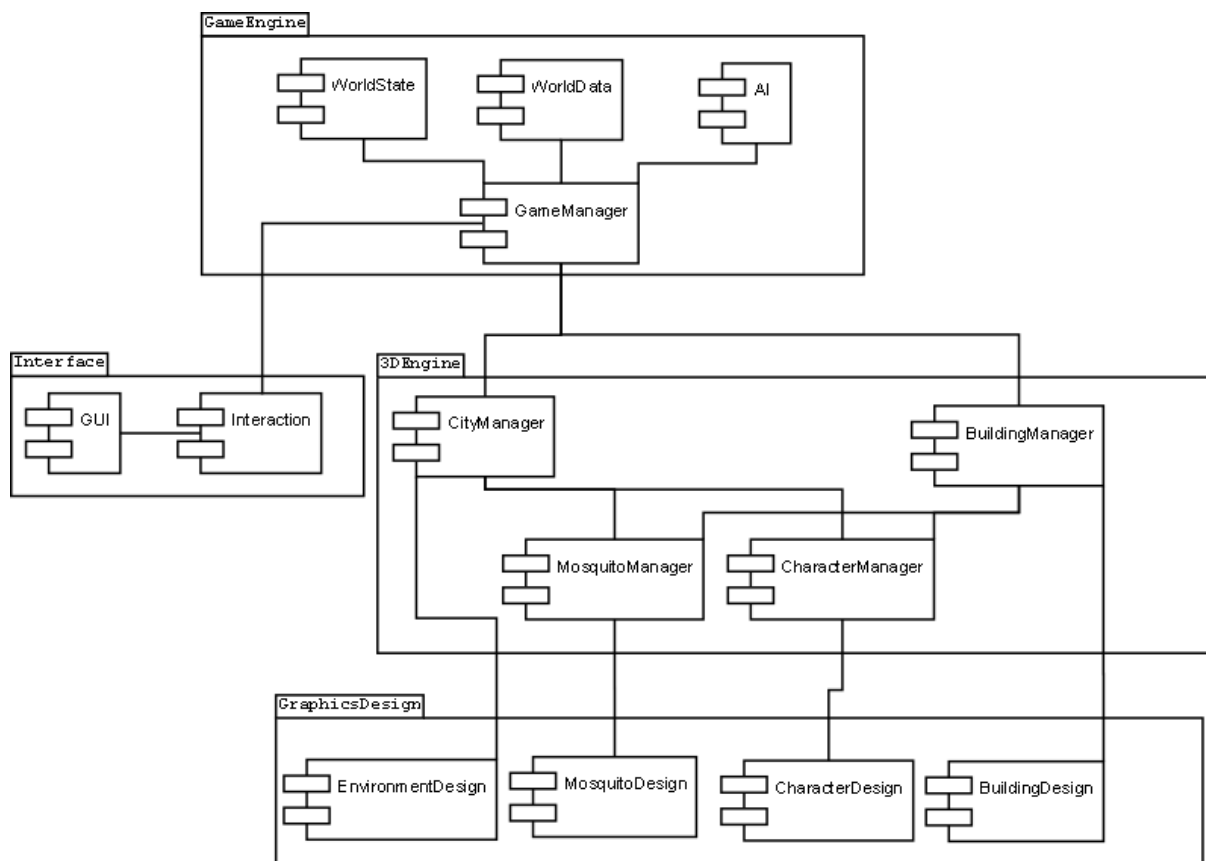 GameEngine
WorldState
WorldData
AI
GameManager
Interface
GUI
Interaction
3DEngine
CityManager
BuildingManager
MosquitoManager
CharacterManager
GraphicsDesign
EnvironmentDesign
MosquitoDesign
CharacterDesign
BuildingDesign